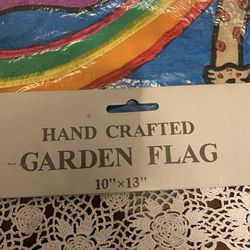 HAND CRAFTED
GARDEN FLAG
10"×13"